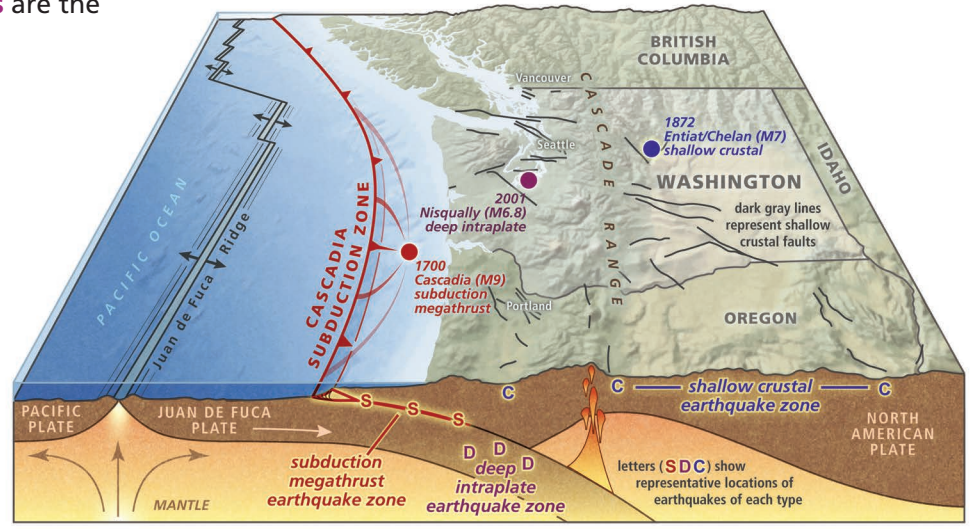 s are the
BRITISH
COLUMBIA
Vancouver
CASCADE RANGE
1872
Entiat/Chelan (M7)
shallow crustal
Seattle
IDAHO
WASHINGTON
2001
Nisqually (M6.8)
deep intraplate
dark gray lines
represent shallow
crustal faults
PACIFIC OCEAN
Juan de Fuca Ridge
CASCADIA
SUBDUCTION ZONE
1700
Cascadia (M9)
subduction
megathrust
Portland
OREGON
C
C
shallow crustal
earthquake zone
C
PACIFIC
PLATE
JUAN DE FUCA
PLATE
S
S
S
NORTH
AMERICAN
PLATE
D
D
D
subduction
megathrust
earthquake zone
deep
intraplate
earthquake zone
letters (S D C) show
representative locations of
earthquakes of each type
MANTLE